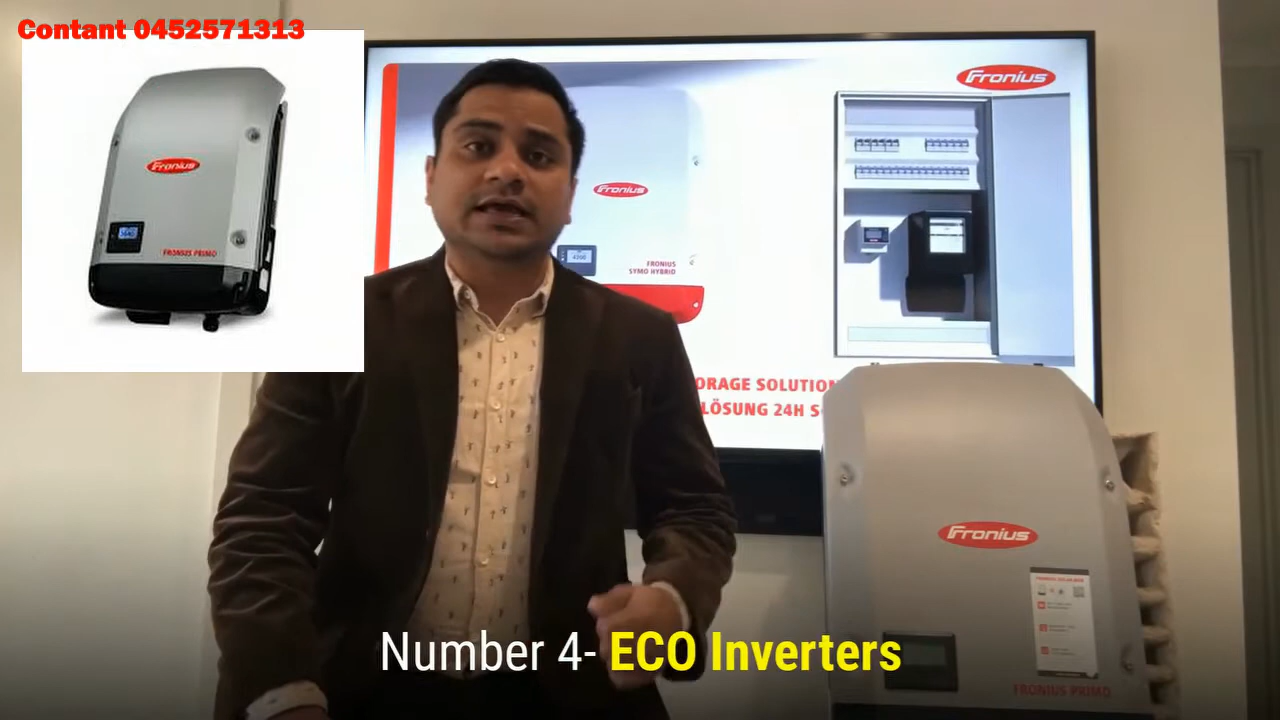 Contant 0452571313
Fronius
FRONIUS PRIMO
Fronius
Fronius
4200
FRONIUS
SYMO HYBRID
ORAGE SOLUTION
LÖSUNG 24H S
Fronius
FRONIUS PRIMO
Number 4- ECO Inverters